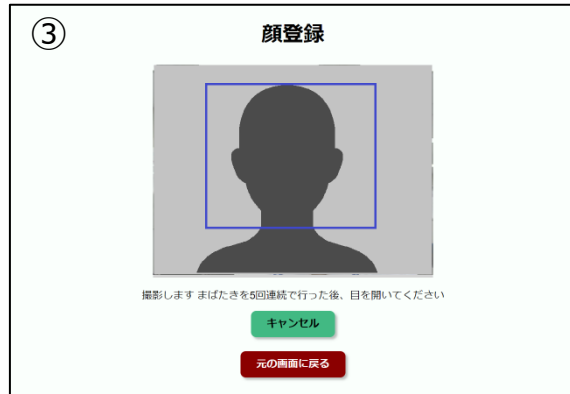 ③
顔登録
撮影します まばたきを5回連続で行った後、目を開いてください
キャンセル
元の画面に戻る